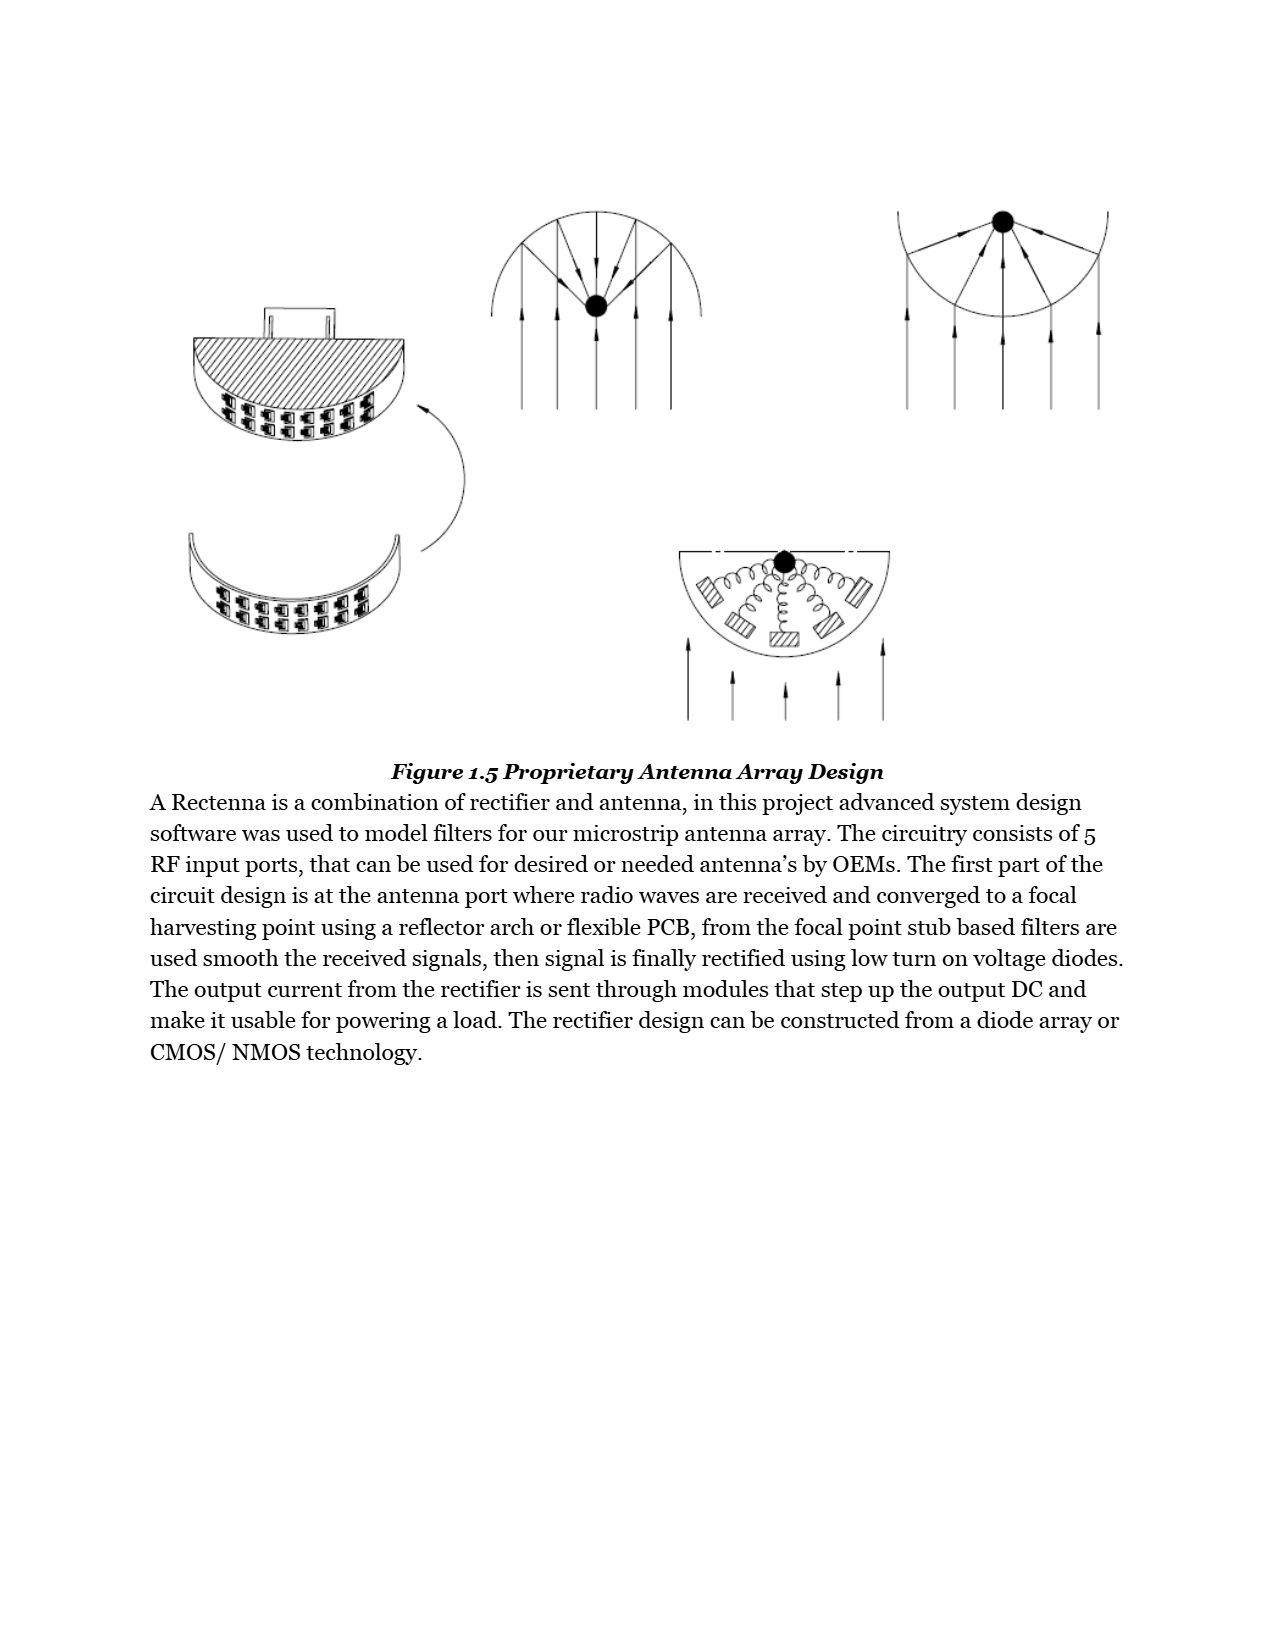 Figure 1.5 Proprietary Antenna Array Design
A Rectenna is a combination of rectifier and antenna, in this project advanced system design
software was used to model filters for our microstrip antenna array. The circuitry consists of 5
RF input ports, that can be used for desired or needed antenna’s by OEMs. The first part of the
circuit design is at the antenna port where radio waves are received and converged to a focal
harvesting point using a reflector arch or flexible PCB, from the focal point stub based filters are
used smooth the received signals, then signal is finally rectified using low turn on voltage diodes.
The output current from the rectifier is sent through modules that step up the output DC and
make it usable for powering a load. The rectifier design can be constructed from a diode array or
CMOS/ NMOS technology.